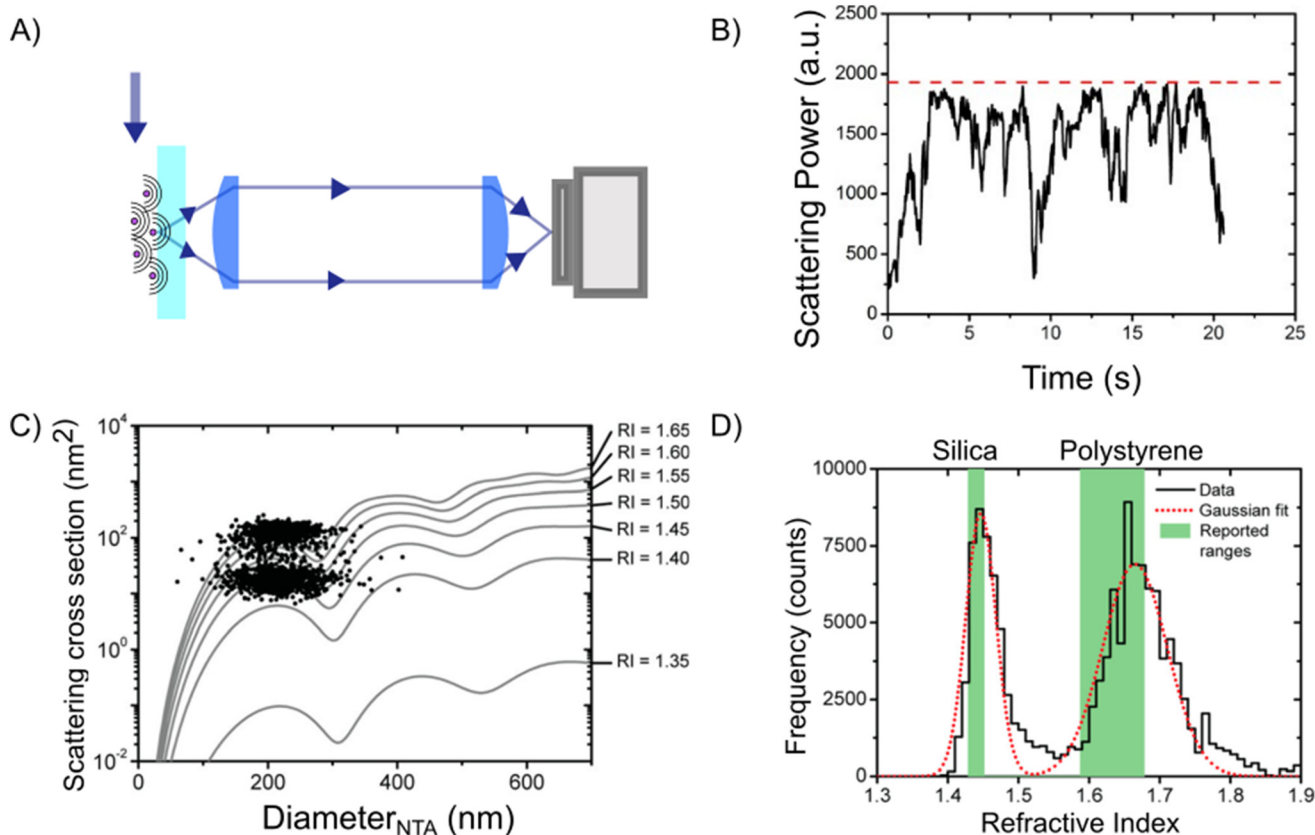 A)
B)
Scattering Power (a.u.)
2500
2000
1500
1000
500
0
0 5 10 15 20 25
Time (s)
C)
Scattering cross section (nm²)
10⁴
10²
10⁰
10⁻²
0 200 400 600
Diameter_NTA (nm)
RI = 1.65
RI = 1.60
RI = 1.55
RI = 1.50
RI = 1.45
RI = 1.40
RI = 1.35
D)
Silica Polystyrene
Frequency (counts)
10000
7500
5000
2500
0
Data
Gaussian fit
Reported
ranges
1.3 1.4 1.5 1.6 1.7 1.8 1.9
Refractive Index